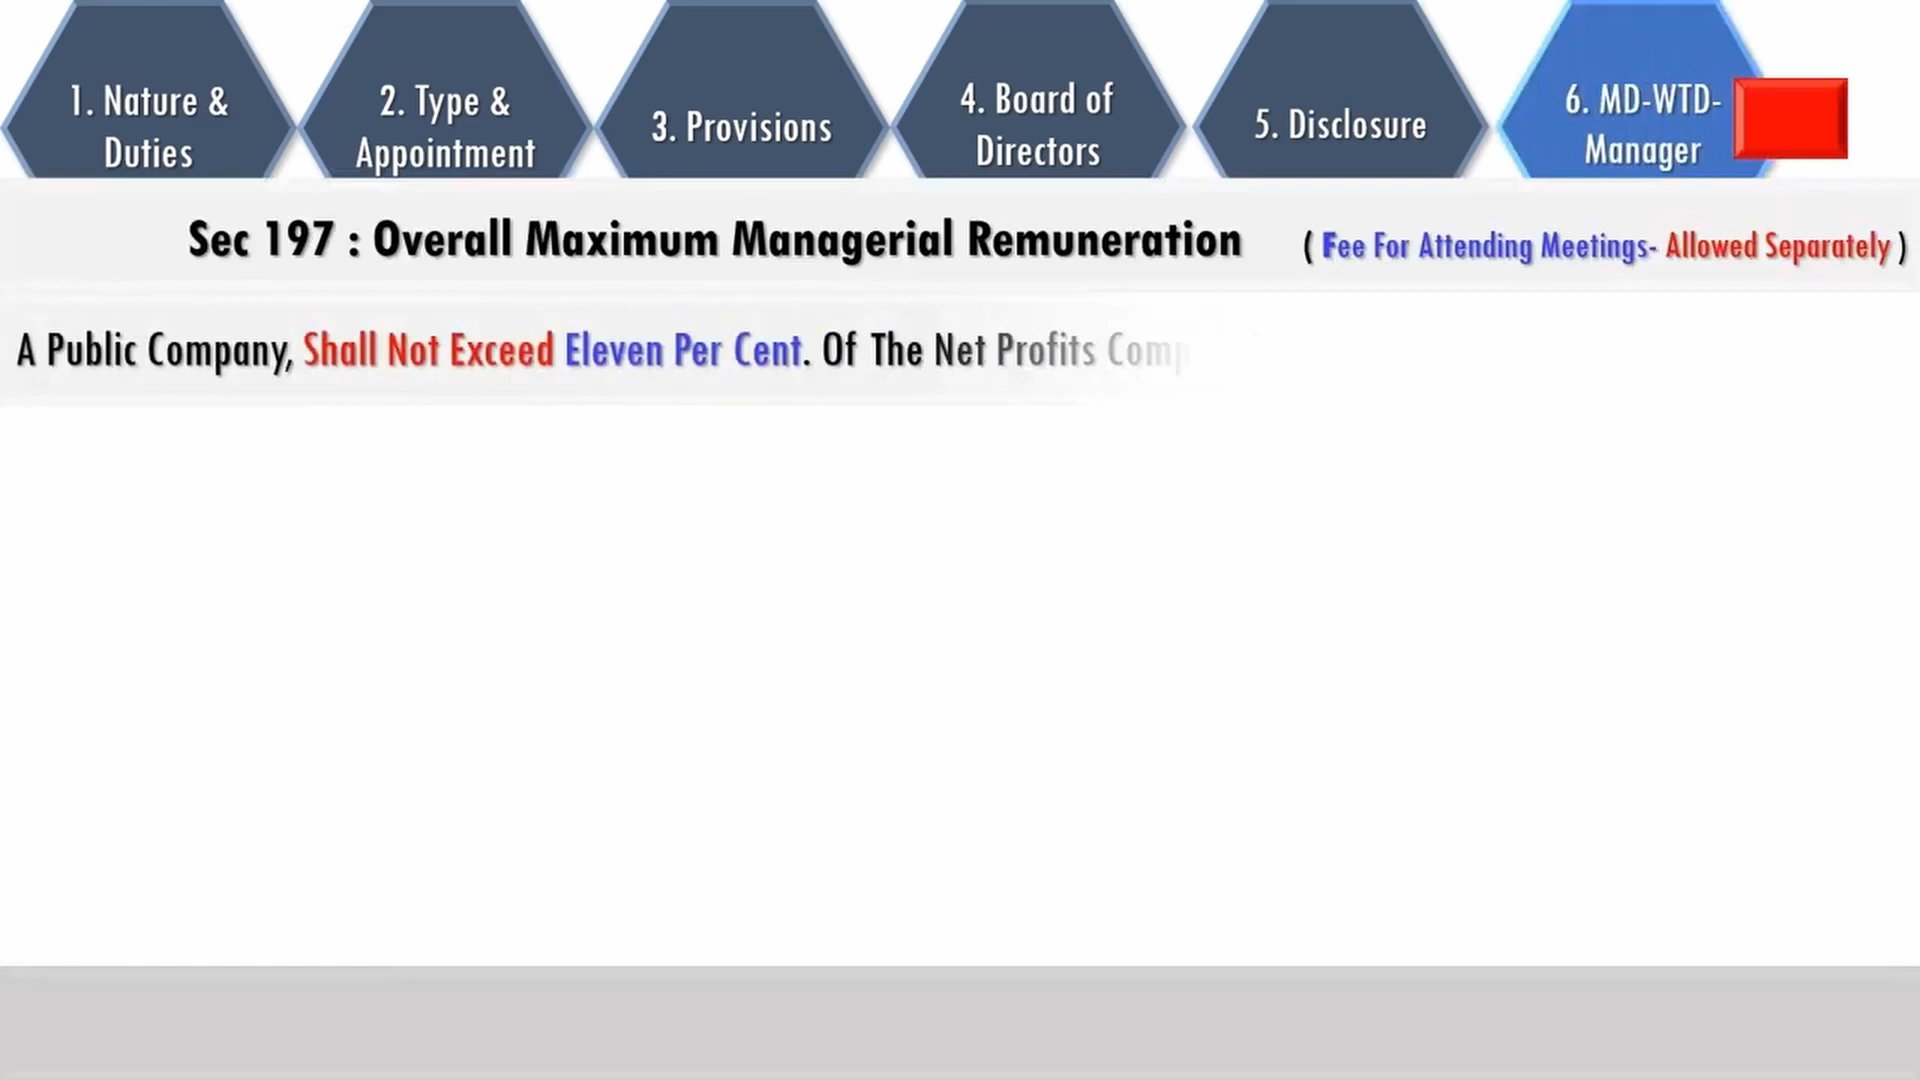 1. Nature &
Duties
2. Type &
Appointment
3. Provisions
4. Board of
Directors
5. Disclosure
6. MD-WTD-
Manager
Sec 197 : Overall Maximum Managerial Remuneration ( Fee For Attending Meetings- Allowed Separately )
A Public Company, Shall Not Exceed Eleven Per Cent. Of The Net Profits Comp